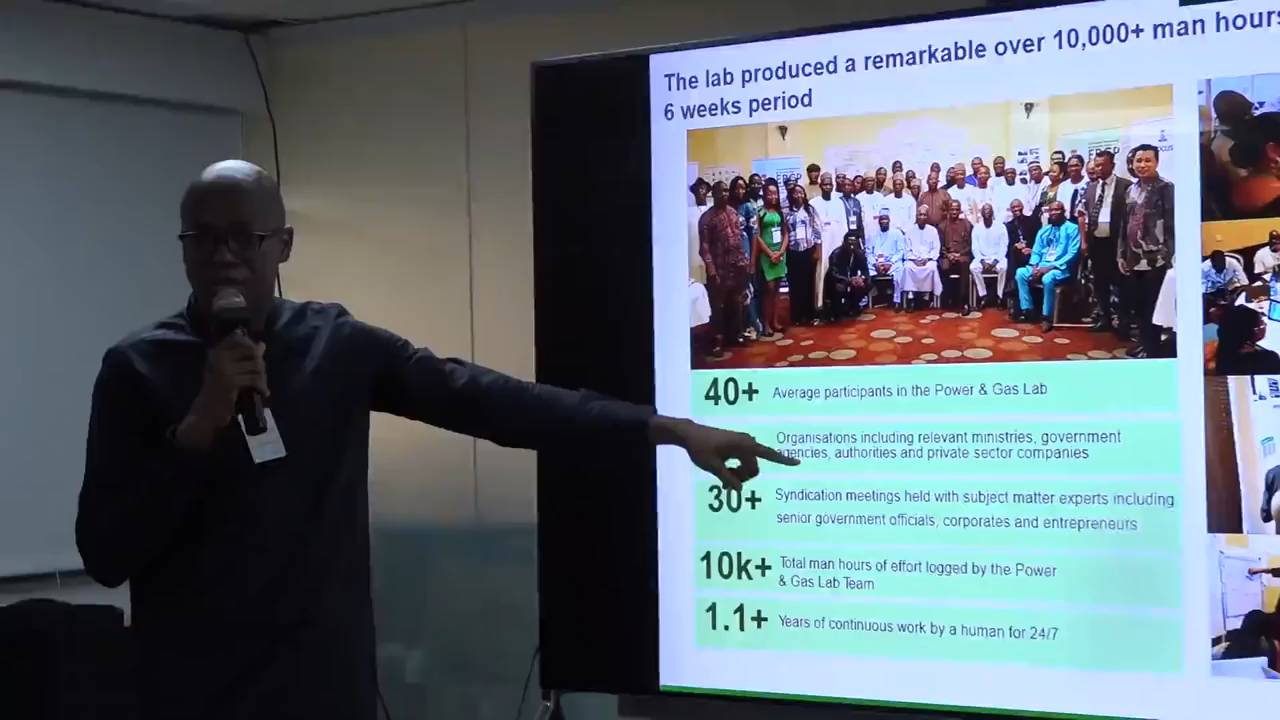 The lab produced a remarkable over 10,000+ man hours
6 weeks period
ERGP
40+ Average participants in the Power & Gas Lab
Organisations including relevant ministries, government
agencies, authorities and private sector companies
30+ Syndication meetings held with subject matter experts including
senior government officials, corporates and entrepreneurs
10k+ Total man hours of effort logged by the Power
& Gas Lab Team
1.1+ Years of continuous work by a human for 24/7